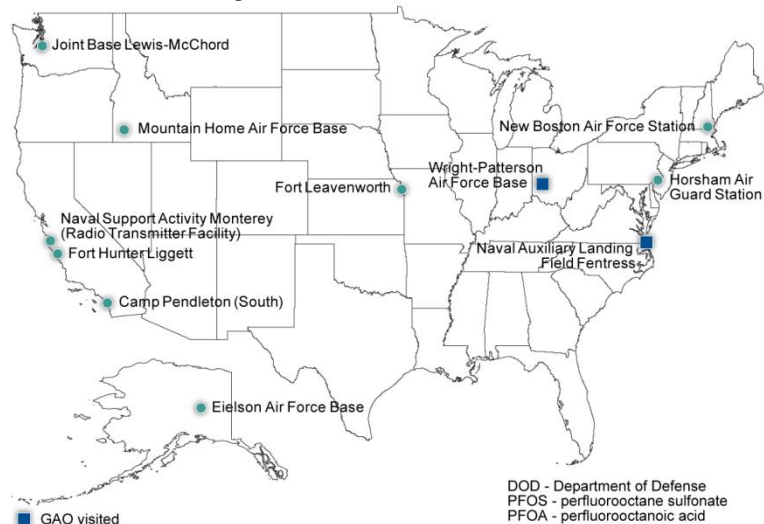 Joint Base Lewis-McChord
Mountain Home Air Force Base
New Boston Air Force Station
Wright-Patterson
Air Force Base
Horsham Air
Guard Station
Fort Leavenworth
Naval Support Activity Monterey
(Radio Transmitter Facility)
Fort Hunter Liggett
Naval Auxiliary Landing
Field Fentress
Camp Pendleton (South)
Eielson Air Force Base
DOD - Department of Defense
PFOS - perfluorooctane sulfonate
PFOA - perfluorooctanoic acid
GAO visited